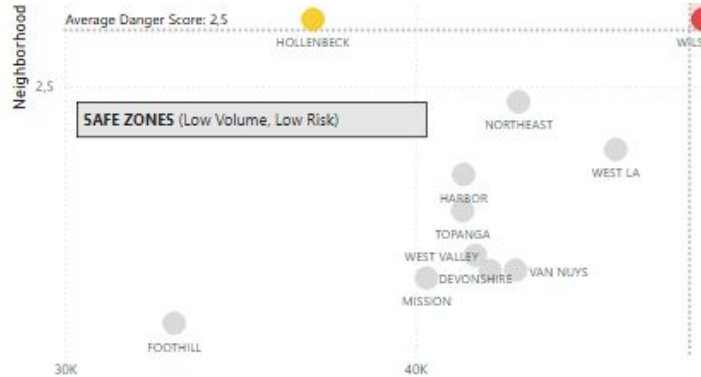 Neighborhood
Average Danger Score: 2,5
HOLLENBECK
2,5
SAFE ZONES (Low Volume, Low Risk)
NORTHEAST
WEST LA
HARBOR
TOPANGA
WEST VALLEY
DEVONSHIRE
VAN NUYS
MISSION
FOOTHILL
30K
40K